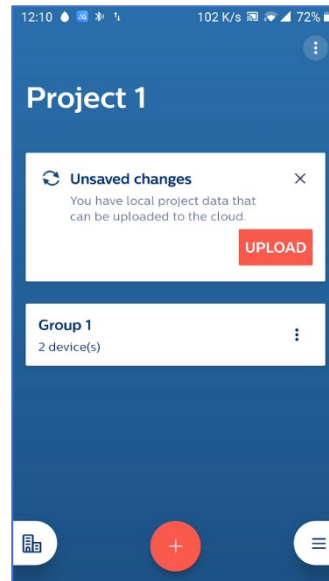 12:10 102 K/s 72%
Project 1
Unsaved changes
You have local project data that
can be uploaded to the cloud.
UPLOAD
Group 1
2 device(s)